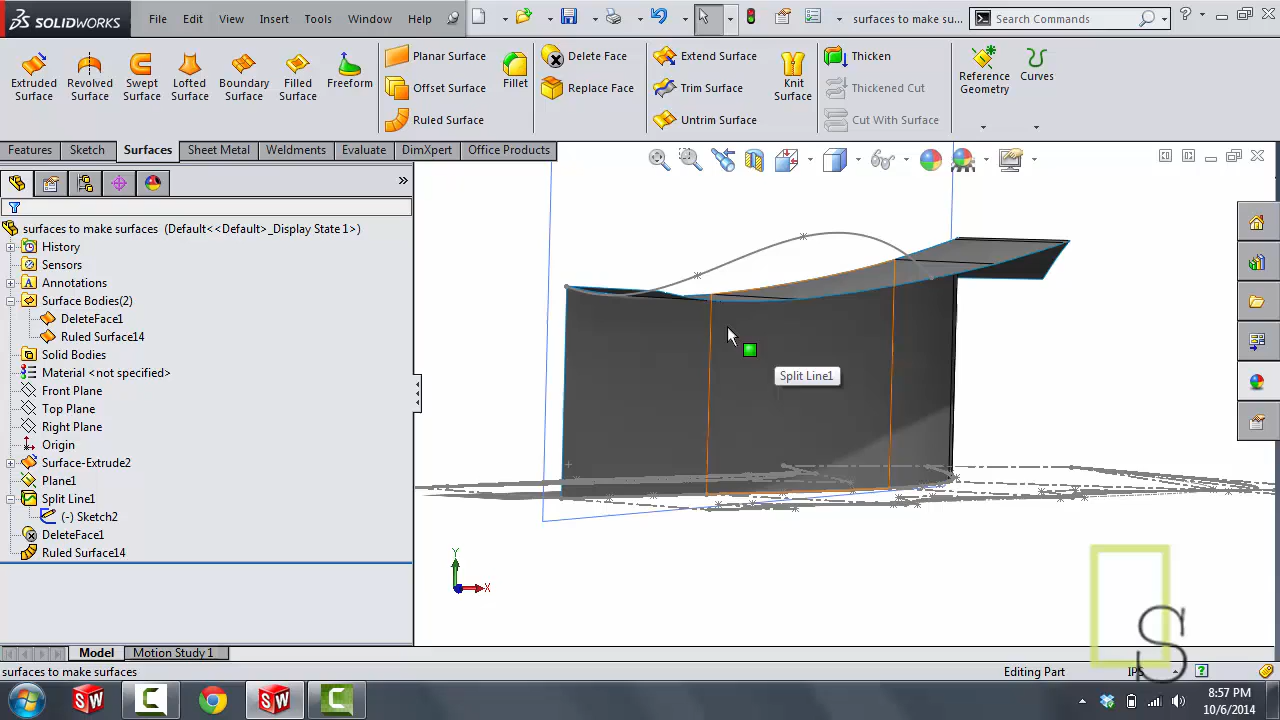 SOLIDWORKS
File Edit View Insert Tools Window Help
surfaces to make su...
Search Commands
Extruded Surface
Revolved Surface
Swept Surface
Lofted Surface
Boundary Surface
Filled Surface
Freeform
Planar Surface
Offset Surface
Ruled Surface
Fillet
Delete Face
Replace Face
Extend Surface
Trim Surface
Untrim Surface
Knit Surface
Thicken
Thickened Cut
Cut With Surface
Reference Geometry
Curves
Features Sketch Surfaces Sheet Metal Weldments Evaluate DimXpert Office Products
surfaces to make surfaces (Default<<Default>_Display State 1>)
History
Sensors
Annotations
Surface Bodies(2)
DeleteFace1
Ruled Surface14
Solid Bodies
Material <not specified>
Front Plane
Top Plane
Right Plane
Origin
Surface-Extrude2
Plane1
Split Line1
(-) Sketch2
DeleteFace1
Ruled Surface14
Split Line1
Y
X
S
Model Motion Study 1
surfaces to make surfaces
Editing Part
IPS
8:57 PM
10/6/2014